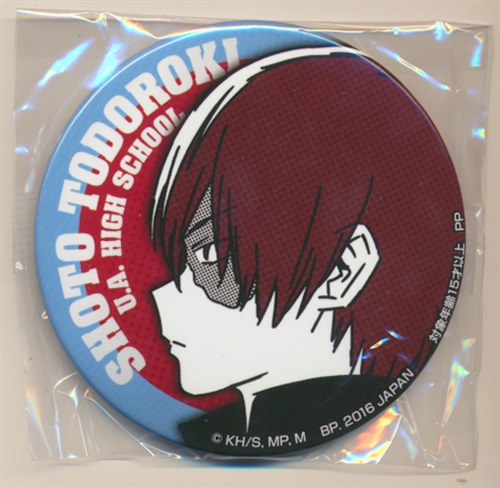 SHOTO TODOROKI
U.A. HIGH SCHOOL
© KH/S, MP. M   BP. 2016 JAPAN   対象年齢15才以上   PP